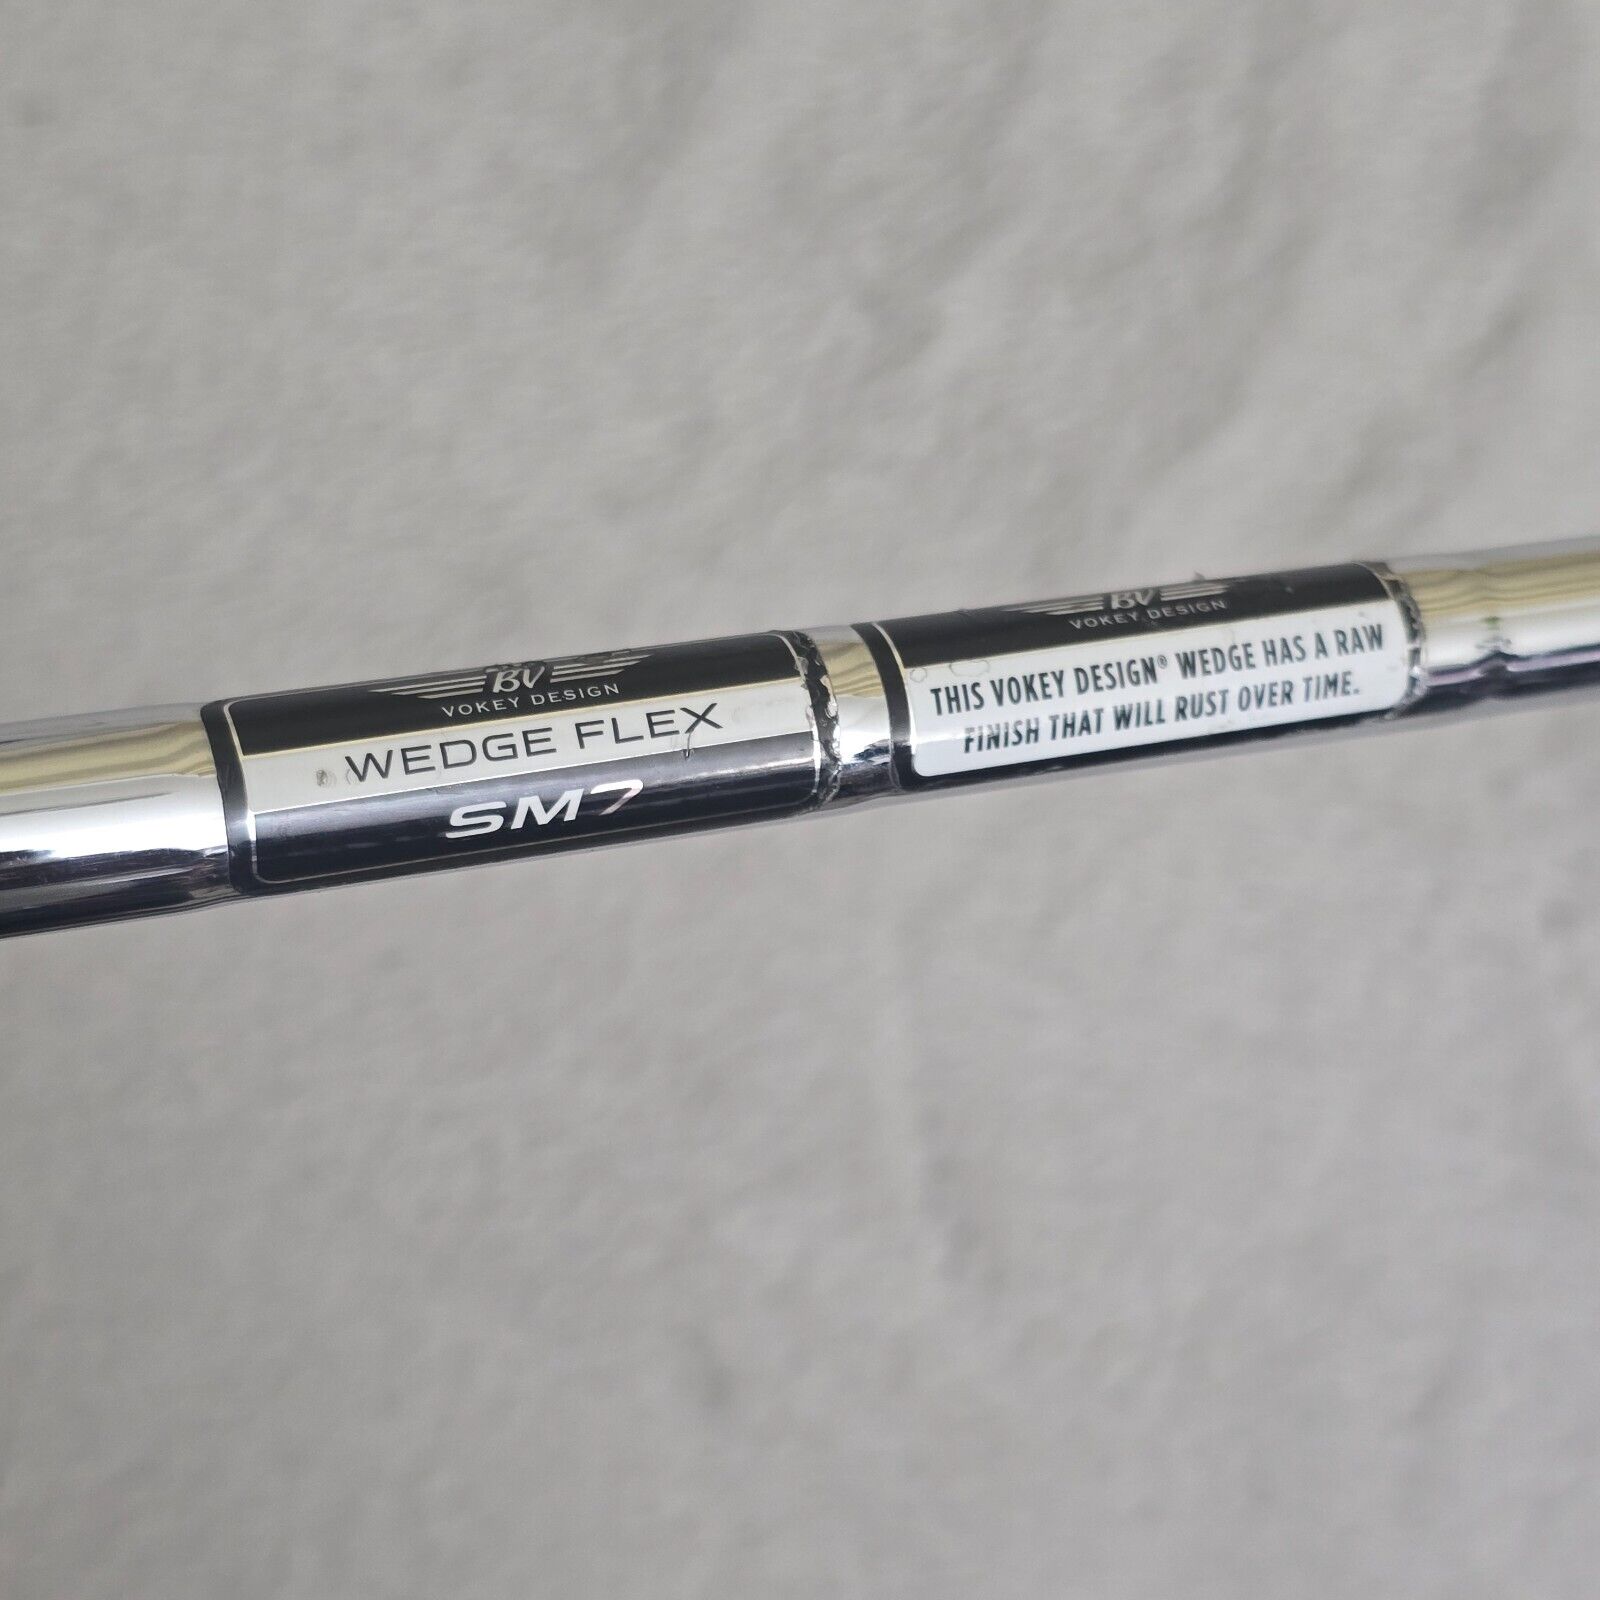 BV
VOKEY DESIGN
WEDGE FLEX
SM7
BV
VOKEY DESIGN
THIS VOKEY DESIGN® WEDGE HAS A RAW
FINISH THAT WILL RUST OVER TIME.